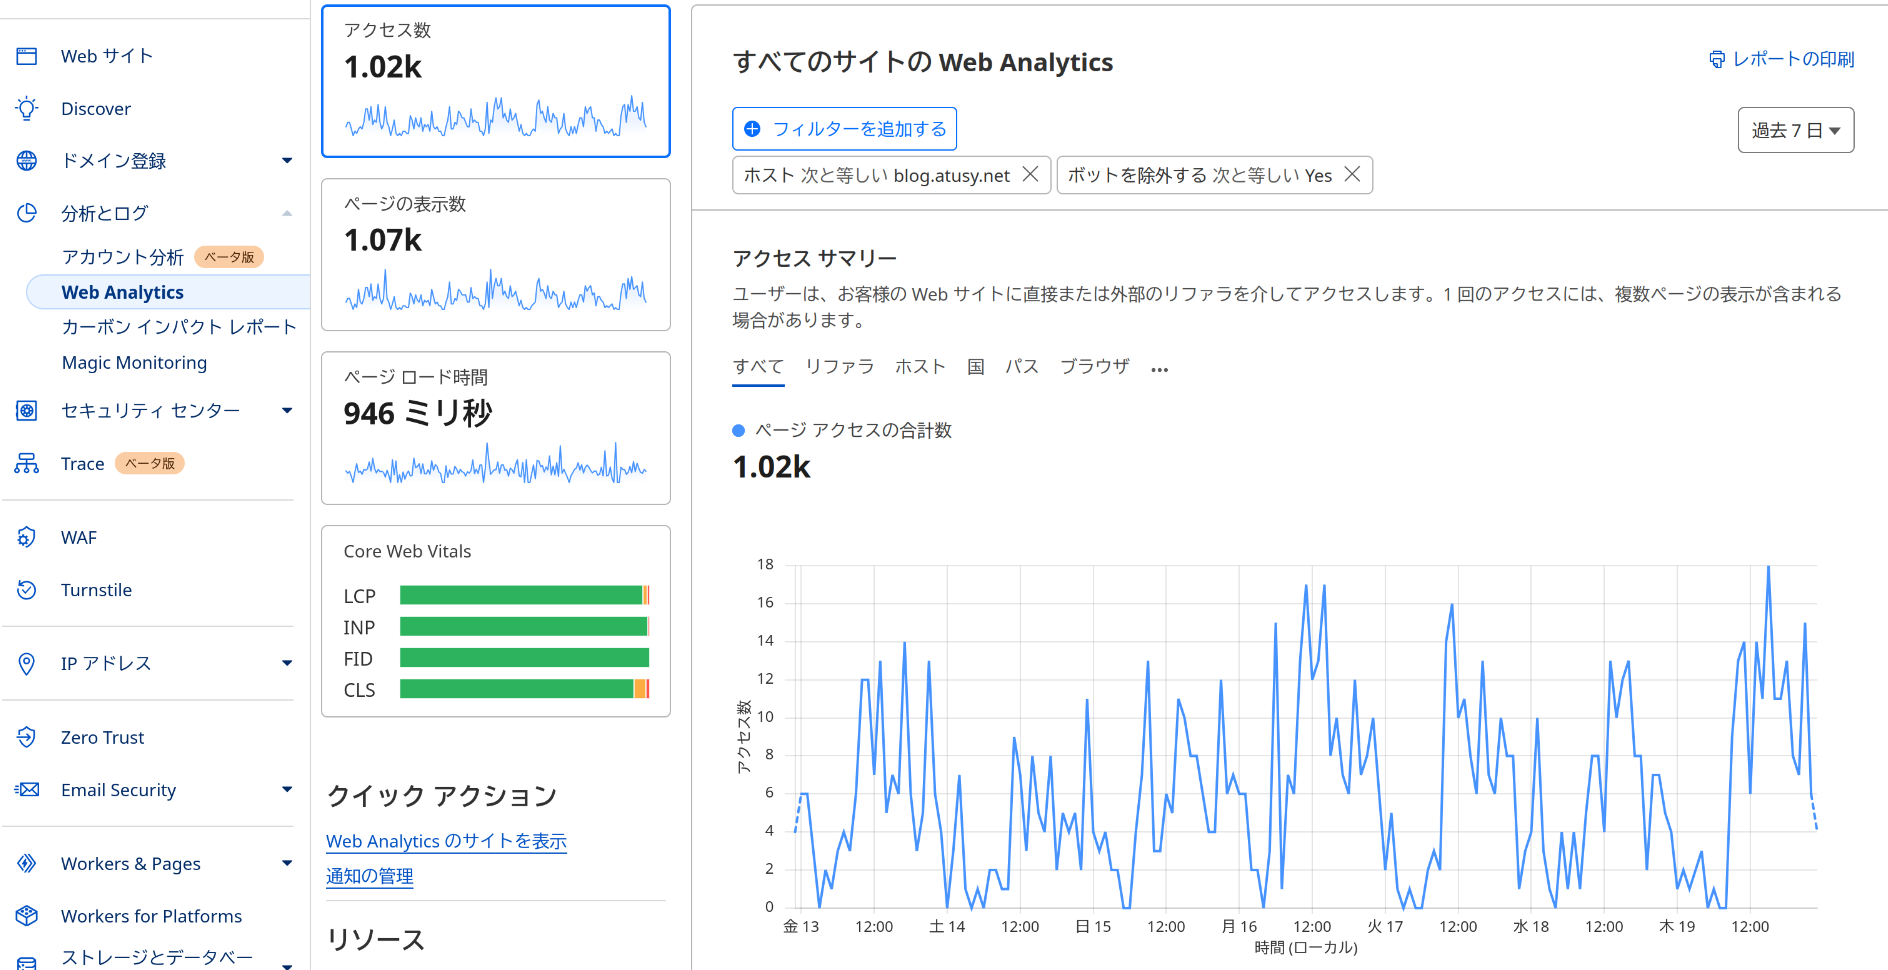 Web サイト
Discover
ドメイン登録
分析とログ
アカウント分析 ベータ版
Web Analytics
カーボン インパクト レポート
Magic Monitoring
セキュリティ センター
Trace ベータ版
WAF
Turnstile
IP アドレス
Zero Trust
Email Security
Workers & Pages
Workers for Platforms
ストレージとデータベー
アクセス数
1.02k
ページの表示数
1.07k
ページ ロード時間
946 ミリ秒
Core Web Vitals
LCP
INP
FID
CLS
クイック アクション
Web Analytics のサイトを表示
通知の管理
リソース
すべてのサイトの Web Analytics
レポートの印刷
フィルターを追加する
過去 7 日
ホスト 次と等しい blog.atusy.net
ボットを除外する 次と等しい Yes
アクセス サマリー
ユーザーは、お客様の Web サイトに直接または外部のリファラを介してアクセスします。1 回のアクセスには、複数ページの表示が含まれる
場合があります。
すべて リファラ ホスト 国 パス ブラウザ ...
ページ アクセスの合計数
1.02k
アクセス数
18
16
14
12
10
8
6
4
2
0
金 13 12:00 土 14 12:00 日 15 12:00 月 16 12:00 火 17 12:00 水 18 12:00 木 19 12:00
時間 (ローカル)